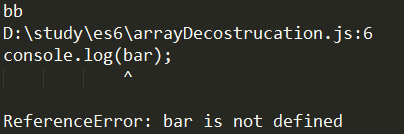 bb
D:\study\es6\arrayDecostrucation.js:6
console.log(bar);
^
ReferenceError: bar is not defined